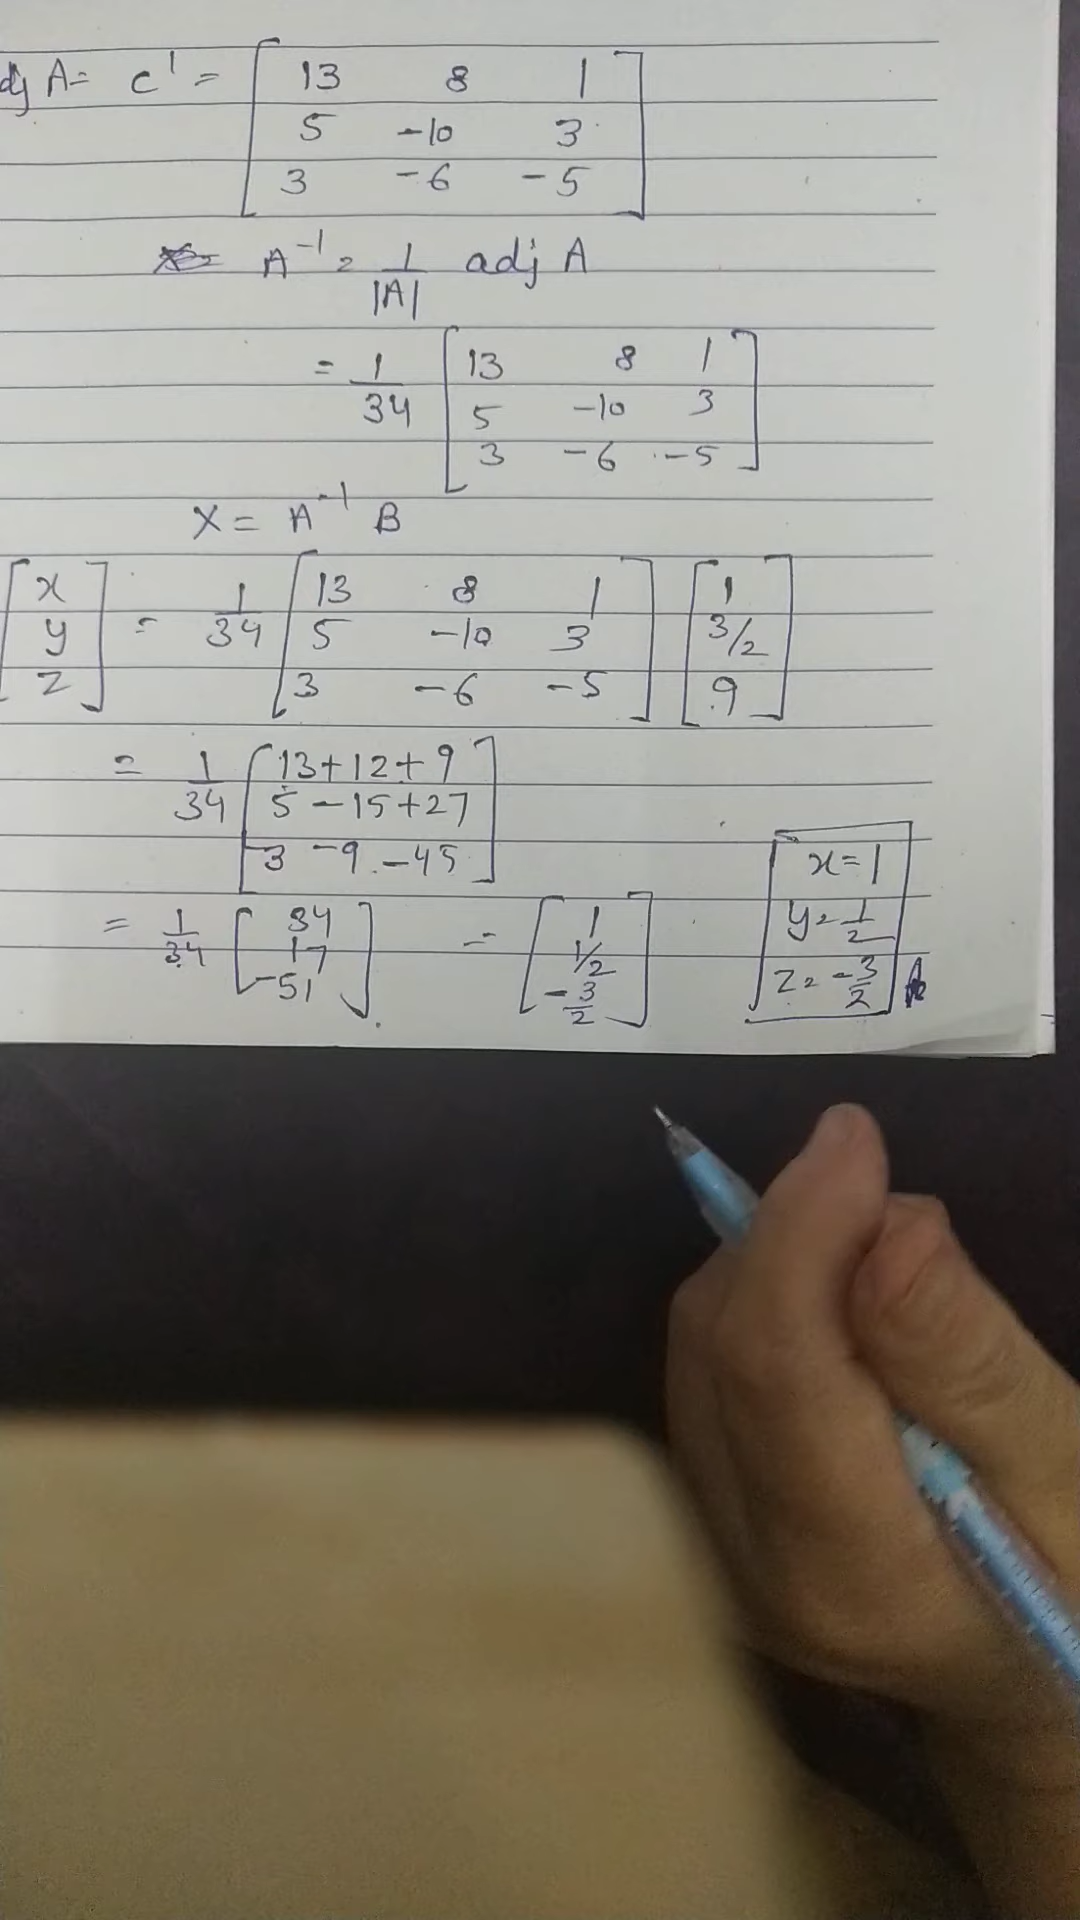 dj A = C' = [ 13 8 1
5 -10 3
3 -6 -5 ]
A⁻¹ = 1/|A| adj A
= 1/34 [ 13 8 1
5 -10 3
3 -6 -5 ]
X = A⁻¹ B
[ x y z ] = 1/34 [ 13 8 1
5 -10 3
3 -6 -5 ] [ 1 3/2 9 ]
= 1/34 [ 13+12+9
5-15+27
3-9-45 ]
= 1/34 [ 34 17 -51 ] = [ 1 1/2 -3/2 ]
x=1
y=1/2
z=-3/2